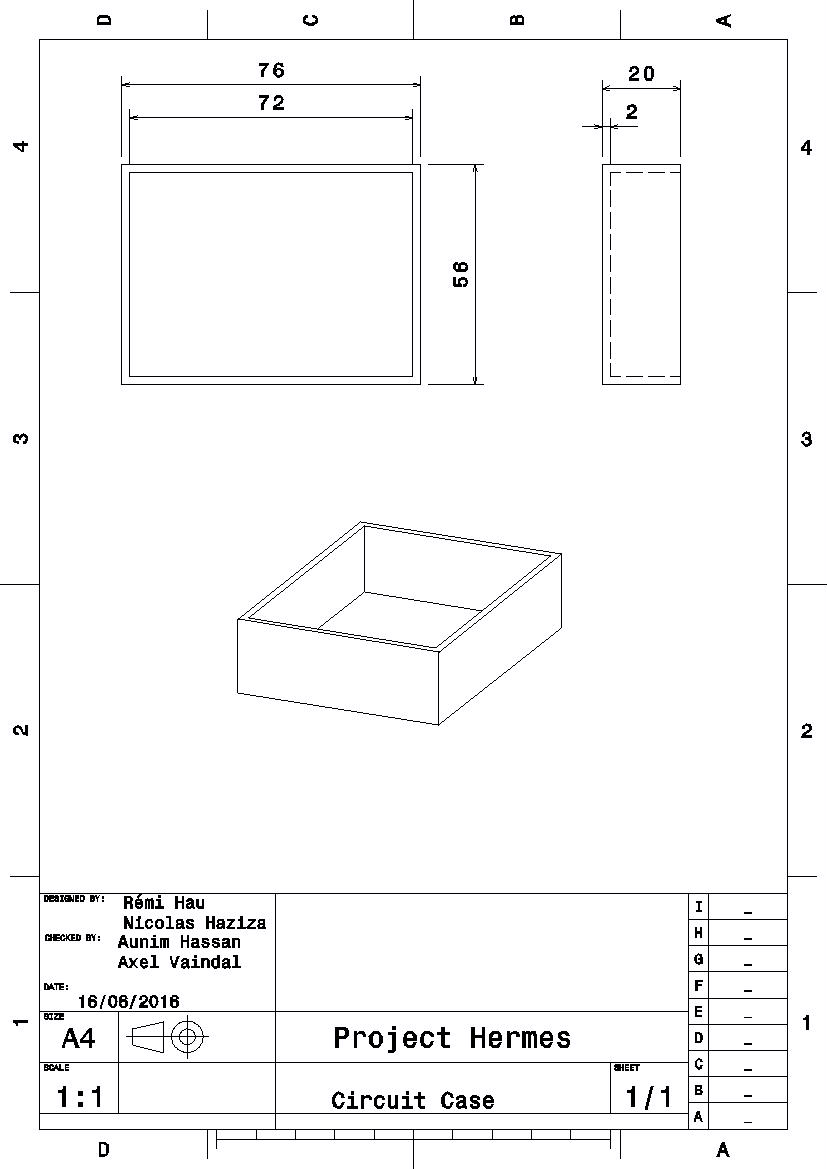 D C B A
76
20
72
2
4 4
56
3 3
2 2
DESIGNED BY: Rémi Hau
Nicolas Haziza
CHECKED BY: Aunim Hassan
Axel Vaindal
DATE:
16/06/2016
SIZE
A4
Project Hermes
SCALE
1:1
Circuit Case
SHEET
1/1
I _
H _
G _
F _
E _
D _
C _
B _
A _
1 1
D A